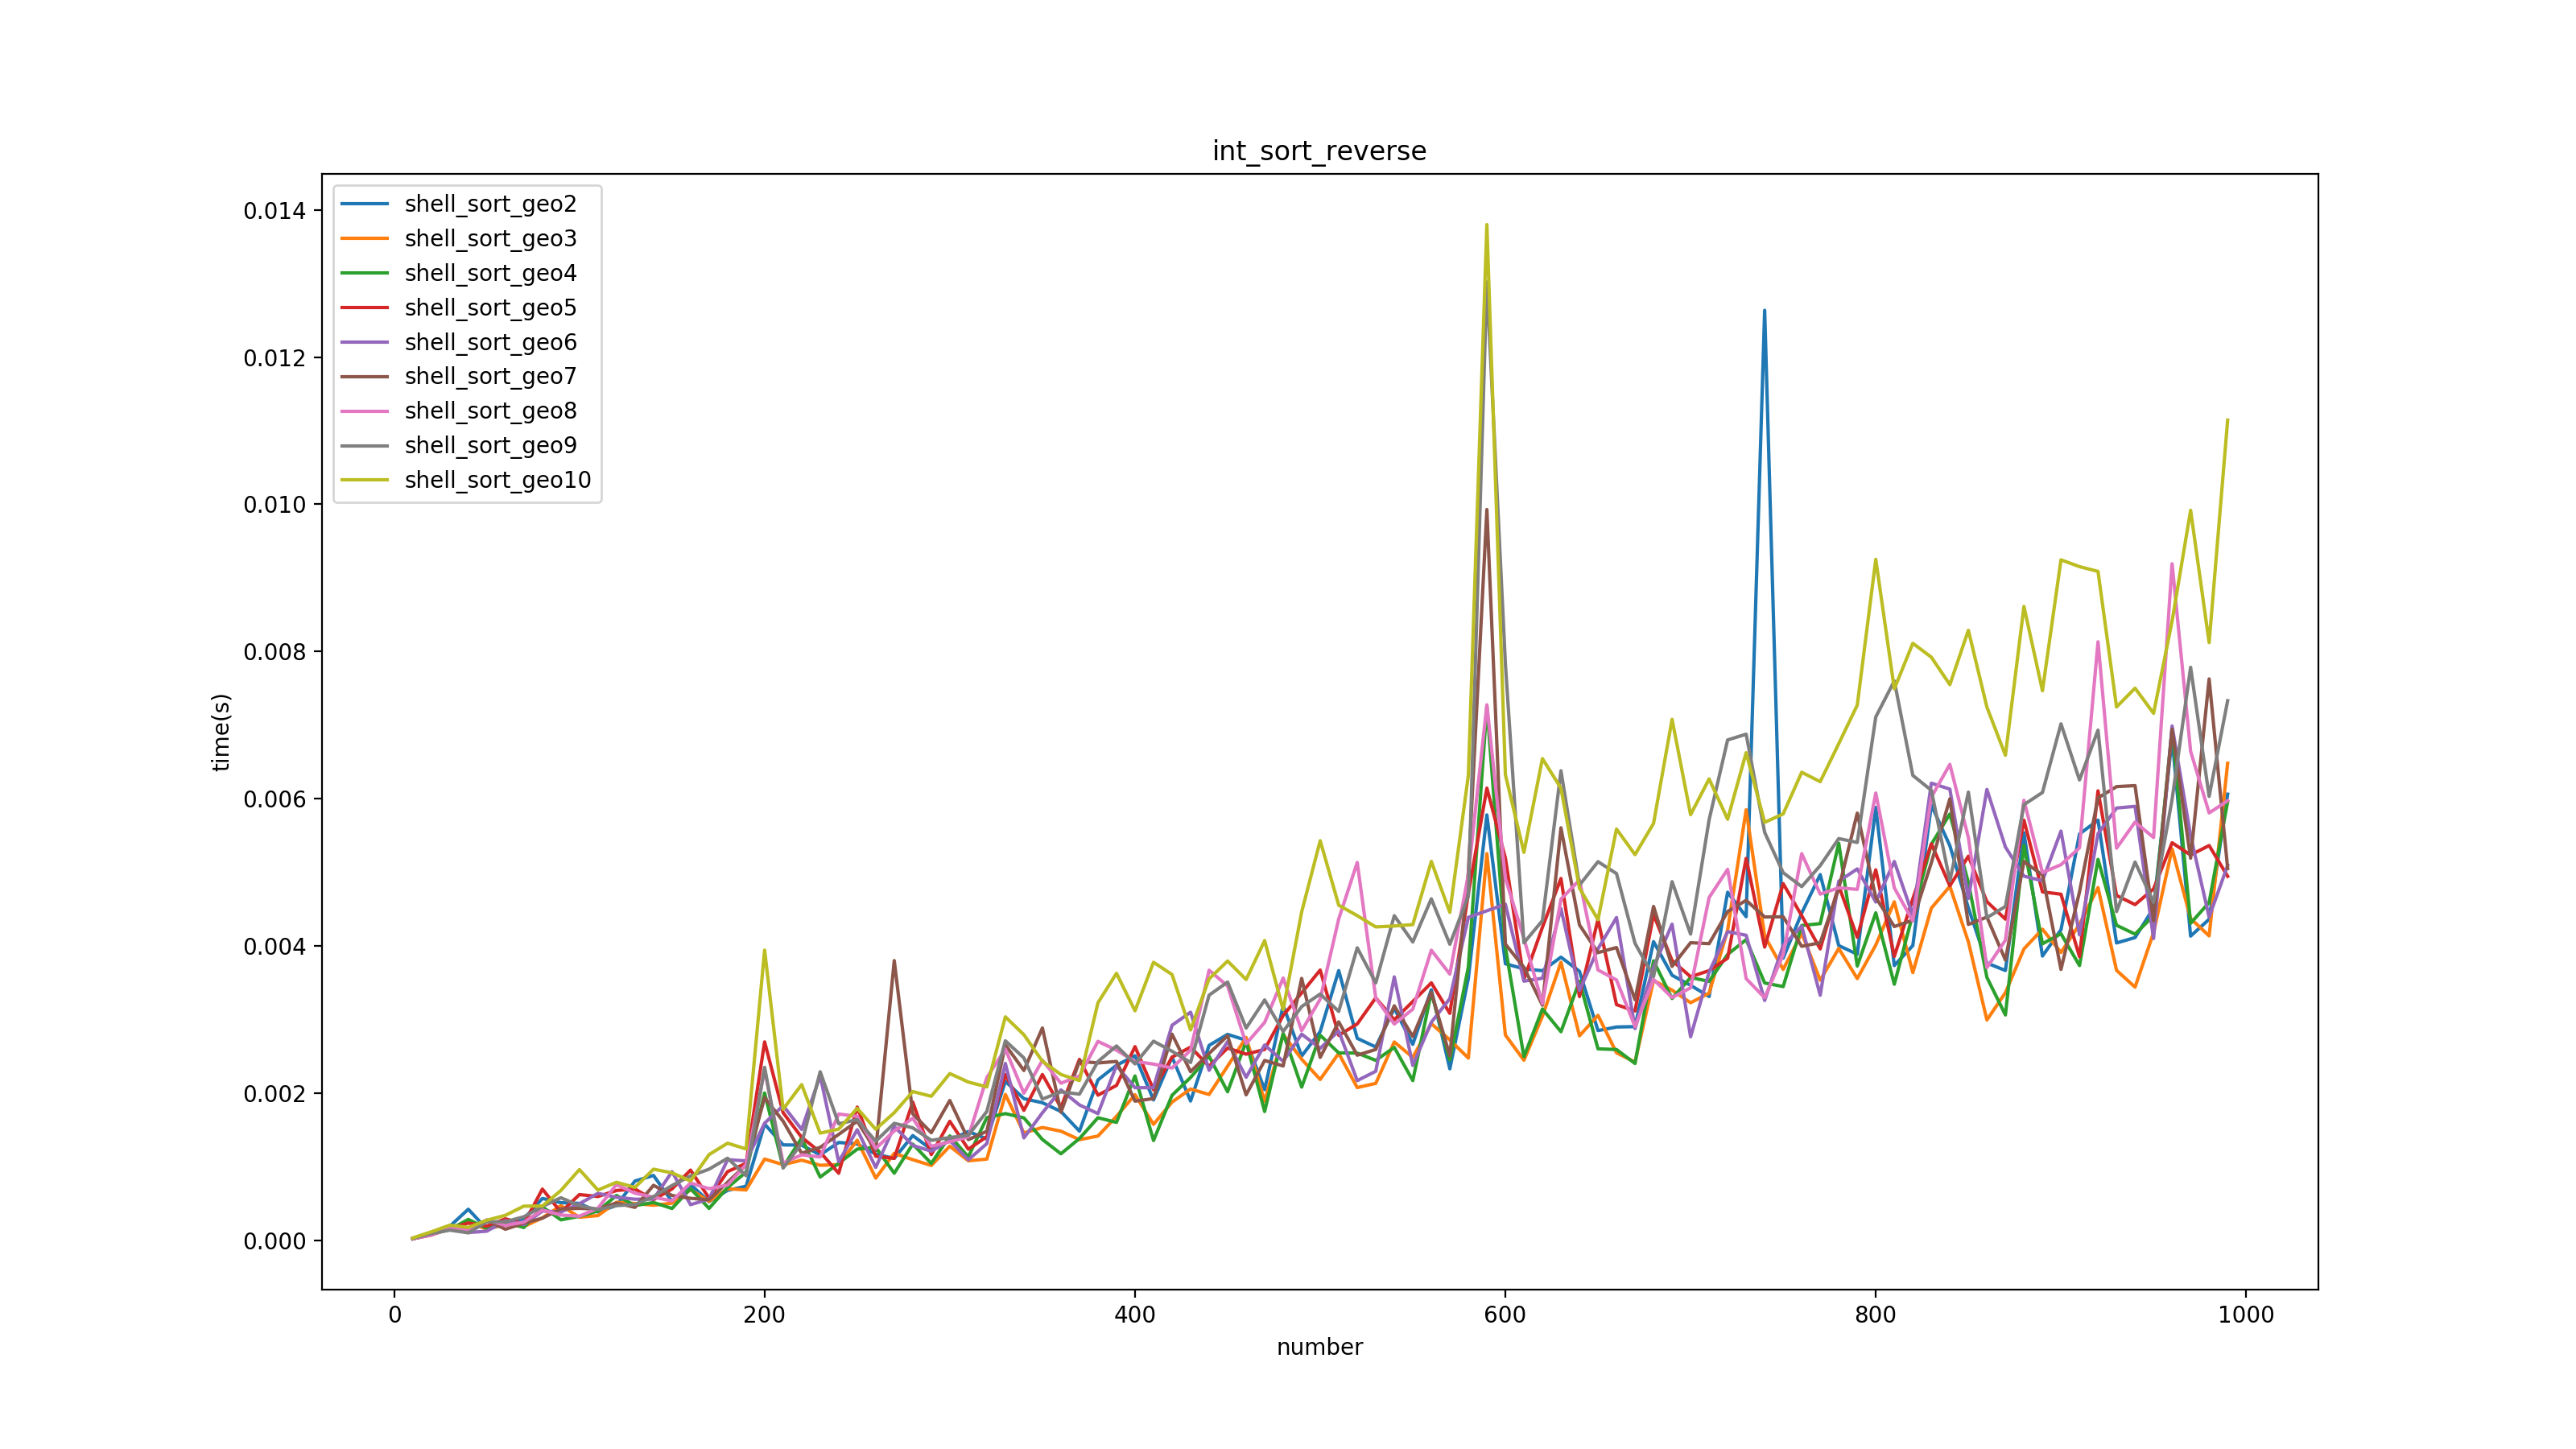 int_sort_reverse
shell_sort_geo2
shell_sort_geo3
shell_sort_geo4
shell_sort_geo5
shell_sort_geo6
shell_sort_geo7
shell_sort_geo8
shell_sort_geo9
shell_sort_geo10
0.014
0.012
0.010
0.008
0.006
0.004
0.002
0.000
time(s)
0 200 400 600 800 1000
number